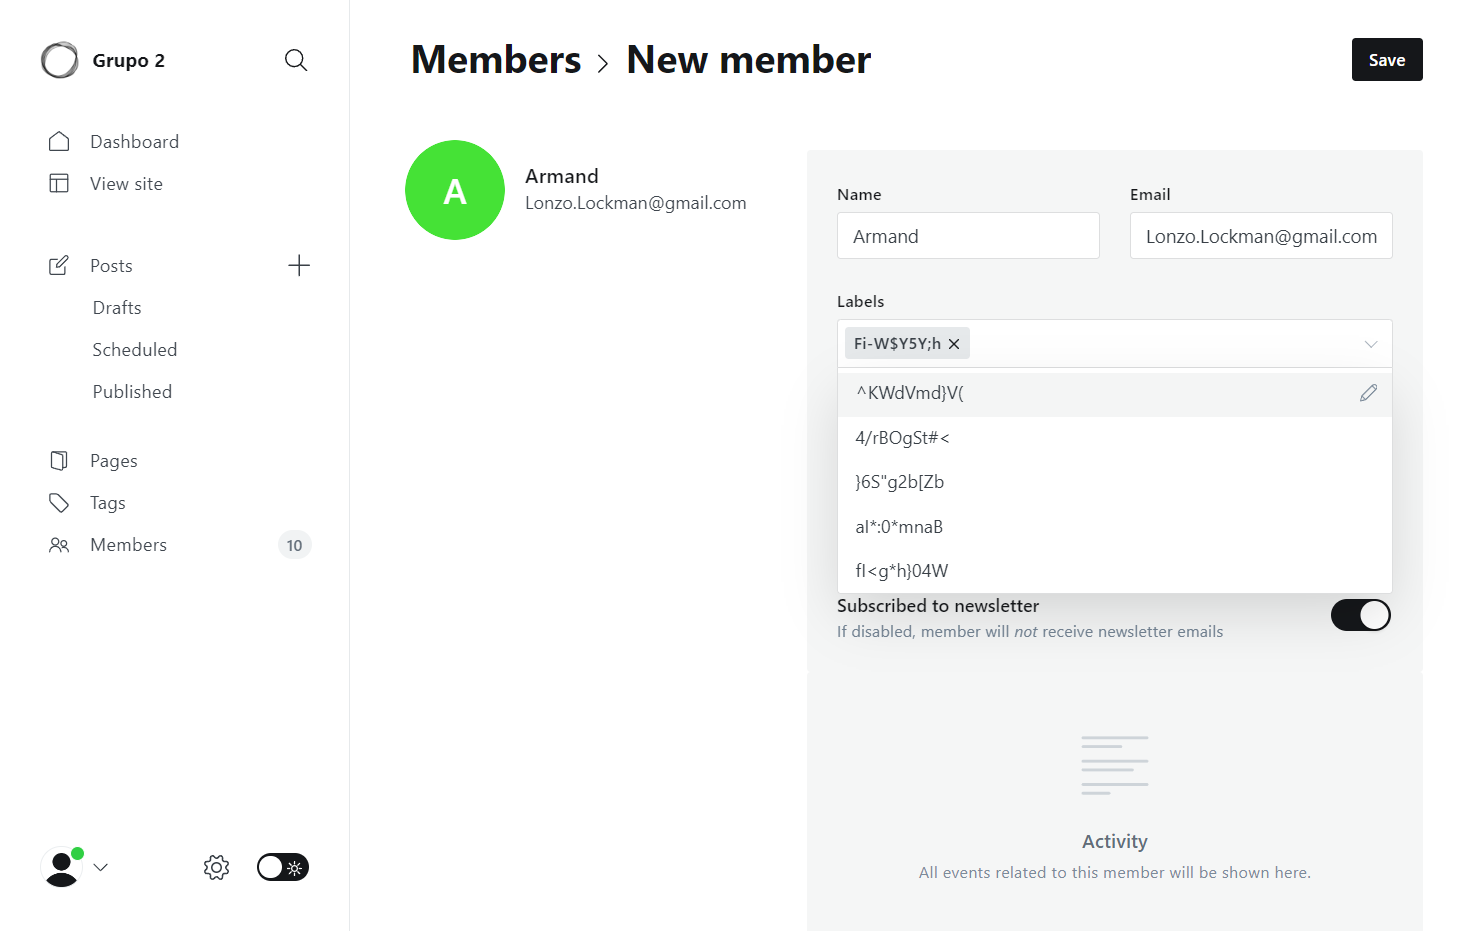 Grupo 2
Dashboard
View site
Posts
Drafts
Scheduled
Published
Pages
Tags
Members
10
Members
New member
Save
A
Armand
Lonzo.Lockman@gmail.com
Name
Email
Armand
Lonzo.Lockman@gmail.com
Labels
Fi-W$Y5Y;h
^KWdVmd}V(
4/rBOgSt#<
}6S"g2b[Zb
aI*:0*mnaB
fI<g*h}04W
Subscribed to newsletter
If disabled, member will not receive newsletter emails
Activity
All events related to this member will be shown here.